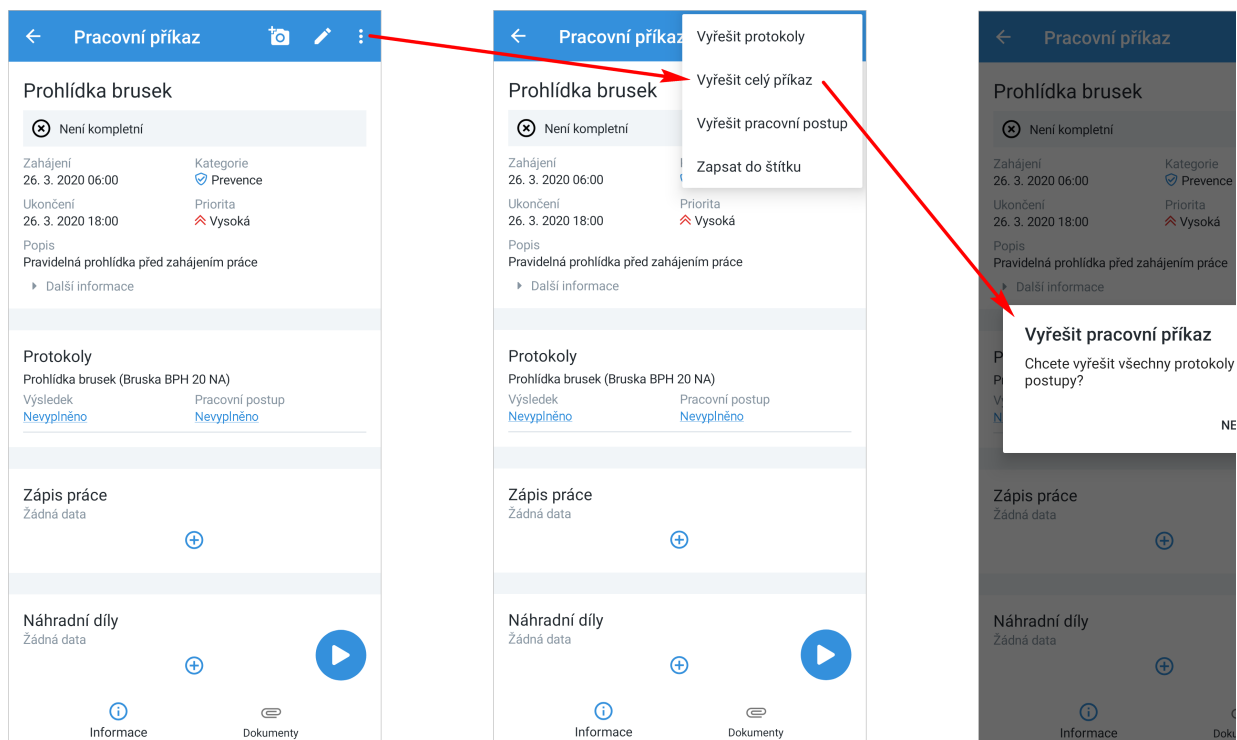 Pracovní příkaz
Prohlídka brusek
Není kompletní
Zahájení Kategorie
26. 3. 2020 06:00 Prevence
Ukončení Priorita
26. 3. 2020 18:00 Vysoká
Popis
Pravidelná prohlídka před zahájením práce
Další informace
Protokoly
Prohlídka brusek (Bruska BPH 20 NA)
Výsledek Pracovní postup
Nevyplněno Nevyplněno
Zápis práce
Žádná data
Náhradní díly
Žádná data
Informace Dokumenty
Pracovní příkaz
Vyřešit protokoly
Vyřešit celý příkaz
Vyřešit pracovní postup
Zapsat do štítku
Prohlídka brusek
Není kompletní
Zahájení
26. 3. 2020 06:00
Ukončení Priorita
26. 3. 2020 18:00 Vysoká
Popis
Pravidelná prohlídka před zahájením práce
Další informace
Protokoly
Prohlídka brusek (Bruska BPH 20 NA)
Výsledek Pracovní postup
Nevyplněno Nevyplněno
Zápis práce
Žádná data
Náhradní díly
Žádná data
Informace Dokumenty
Pracovní příkaz
Prohlídka brusek
Není kompletní
Zahájení Kategorie
26. 3. 2020 06:00 Prevence
Ukončení Priorita
26. 3. 2020 18:00 Vysoká
Popis
Pravidelná prohlídka před zahájením práce
Další informace
Vyřešit pracovní příkaz
Chcete vyřešit všechny protokoly
postupy?
NE
Zápis práce
Žádná data
Náhradní díly
Žádná data
Informace